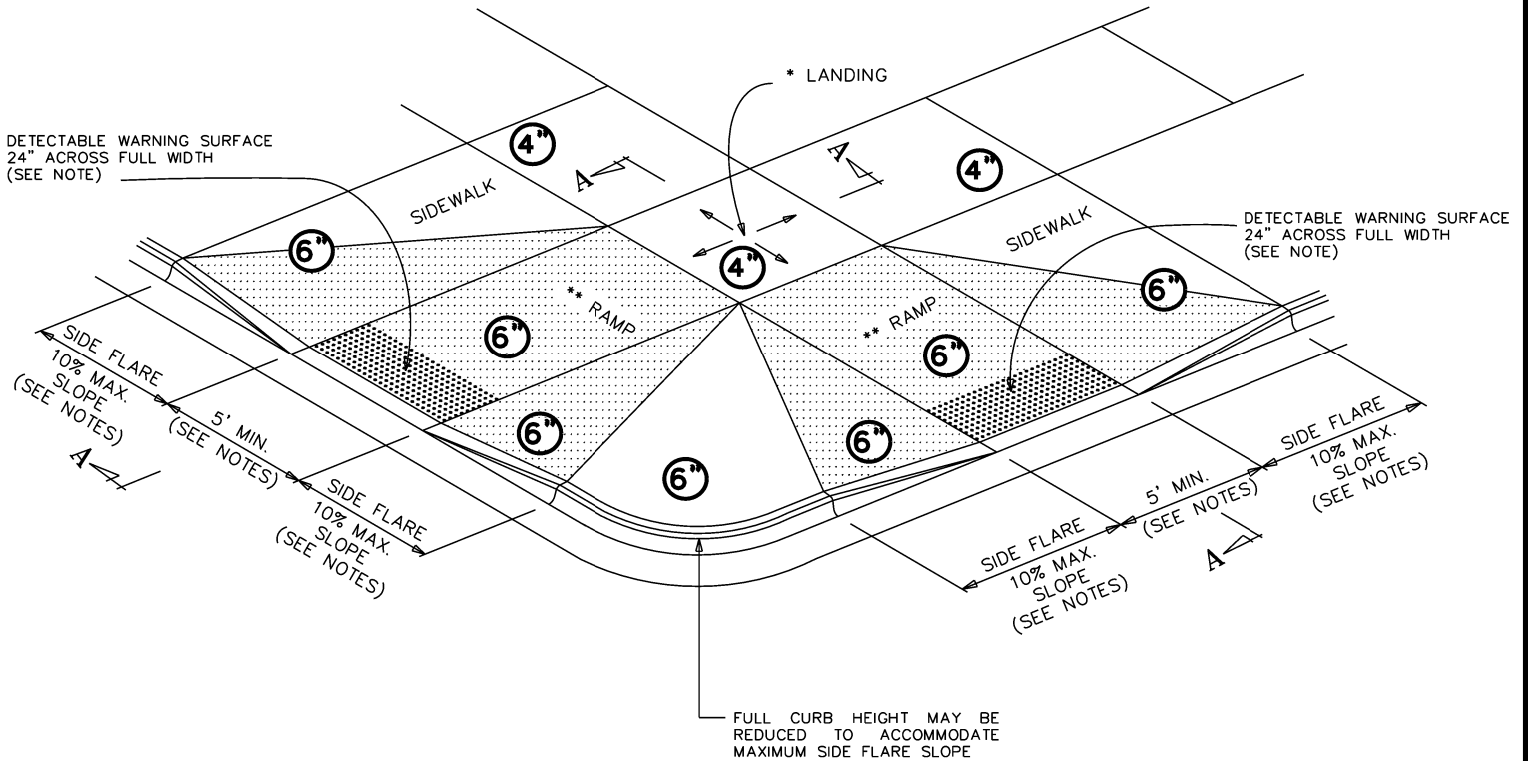 * LANDING
DETECTABLE WARNING SURFACE
24" ACROSS FULL WIDTH
(SEE NOTE)
4"
A
A
4"
SIDEWALK
SIDEWALK
DETECTABLE WARNING SURFACE
24" ACROSS FULL WIDTH
(SEE NOTE)
6"
4"
6"
** RAMP
** RAMP
6"
6"
6"
6"
6"
SIDE FLARE
10% MAX.
SLOPE
(SEE NOTES)
5' MIN.
(SEE NOTES)
SIDE FLARE
10% MAX.
SLOPE
(SEE NOTES)
A
SIDE FLARE
10% MAX.
SLOPE
(SEE NOTES)
5' MIN.
(SEE NOTES)
SIDE FLARE
10% MAX.
SLOPE
(SEE NOTES)
A
FULL CURB HEIGHT MAY BE
REDUCED TO ACCOMMODATE
MAXIMUM SIDE FLARE SLOPE